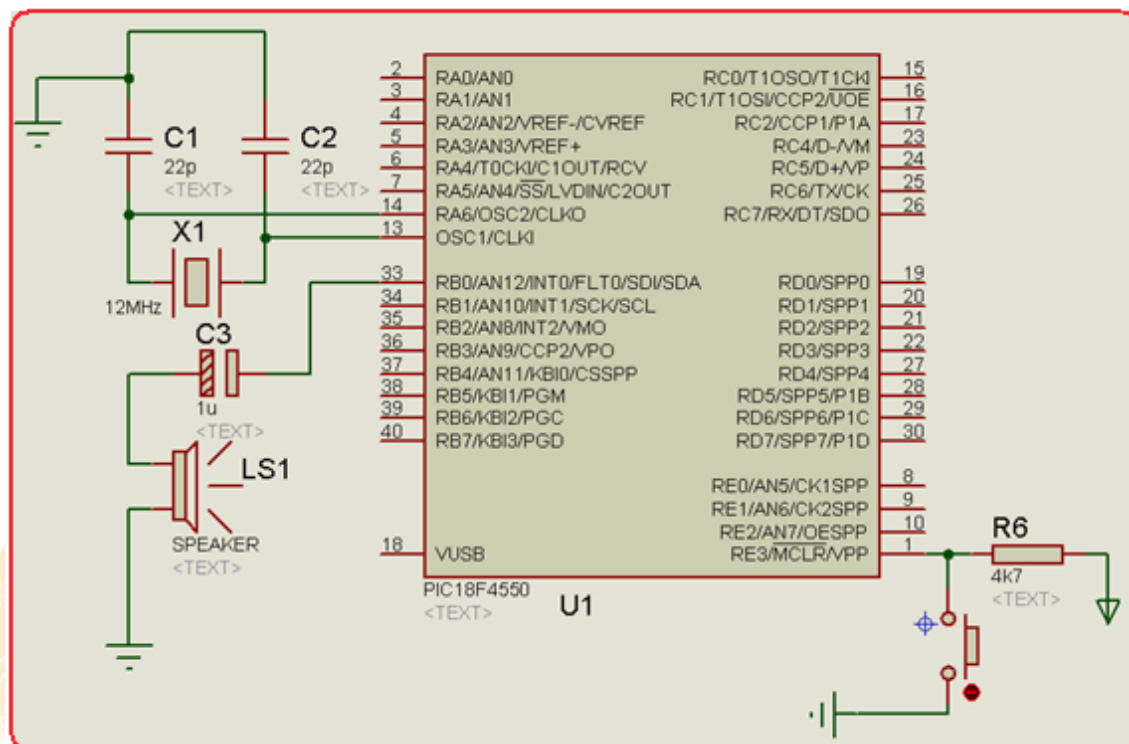 C1
22p
<TEXT>
C2
22p
<TEXT>
X1
12MHz
C3
1u
<TEXT>
LS1
SPEAKER
<TEXT>
2 RA0/AN0
3 RA1/AN1
4 RA2/AN2/VREF-/CVREF
5 RA3/AN3/VREF+
6 RA4/T0CKI/C1OUT/RCV
7 RA5/AN4/SS/LVDIN/C2OUT
14 RA6/OSC2/CLKO
13 OSC1/CLKI
33 RB0/AN12/INT0/FLT0/SDI/SDA
34 RB1/AN10/INT1/SCK/SCL
35 RB2/AN8/INT2/VMO
36 RB3/AN9/CCP2/VPO
37 RB4/AN11/KBI0/CSSPP
38 RB5/KBI1/PGM
39 RB6/KBI2/PGC
40 RB7/KBI3/PGD
18 VUSB
RC0/T1OSO/T1CKI 15
RC1/T1OSI/CCP2/UOE 16
RC2/CCP1/P1A 17
RC4/D-/VM 23
RC5/D+/VP 24
RC6/TX/CK 25
RC7/RX/DT/SDO 26
RD0/SPP0 19
RD1/SPP1 20
RD2/SPP2 21
RD3/SPP3 22
RD4/SPP4 27
RD5/SPP5/P1B 28
RD6/SPP6/P1C 29
RD7/SPP7/P1D 30
RE0/AN5/CK1SPP 8
RE1/AN6/CK2SPP 9
RE2/AN7/OESPP 10
RE3/MCLR/VPP 1
PIC18F4550
<TEXT>
U1
R6
4k7
<TEXT>